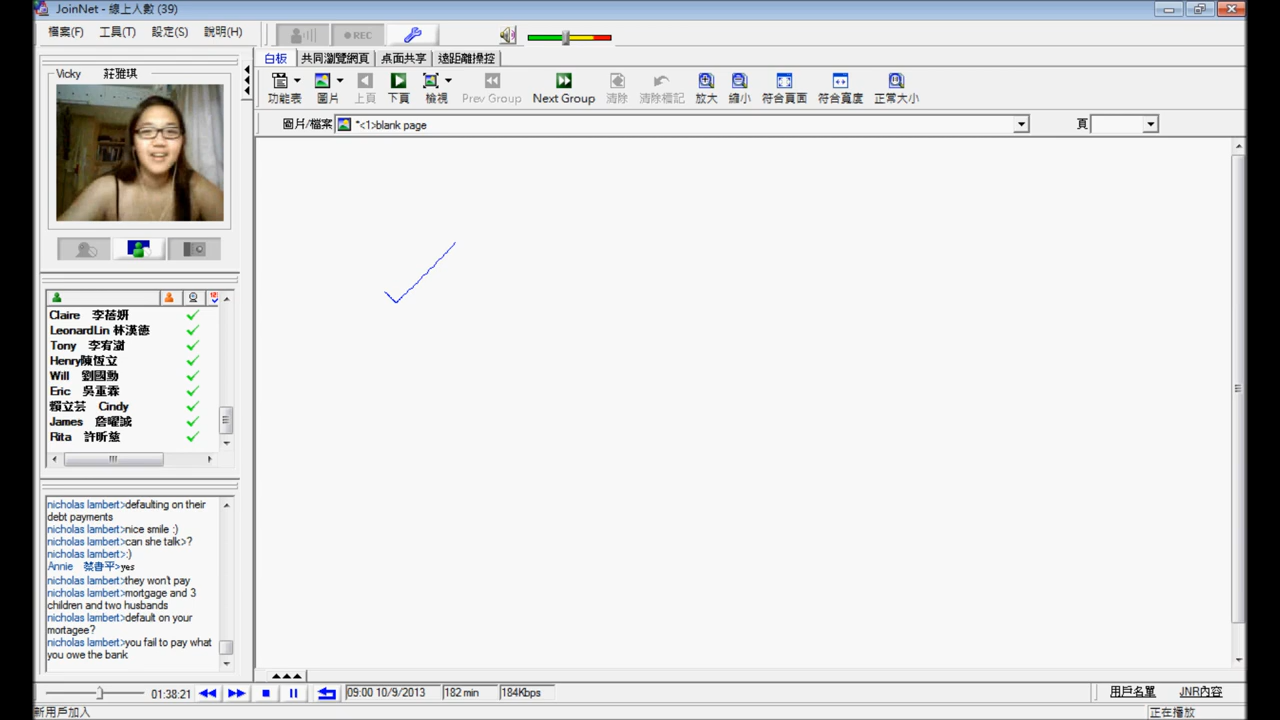 JoinNet - 線上人數 (39)
檔案(F) 工具(T) 設定(S) 說明(H)
REC
白板 共同瀏覽網頁 桌面共享 遠距離操控
功能表 圖片 上頁 下頁 檢視 Prev Group Next Group 清除 清除標記 放大 縮小 符合頁面 符合寬度 正常大小
圖片/檔案 *<1>blank page 頁
Vicky 莊雅琪
Claire 李蓓妍
LeonardLin 林漢德
Tony 李宥澍
Henry陳恆立
Will 劉國勳
Eric 吳重霖
賴立芸 Cindy
James 詹曜誠
Rita 許昕慈
nicholas lambert>defaulting on their
debt payments
nicholas lambert>nice smile :)
nicholas lambert>can she talk>?
nicholas lambert>:)
Annie 蔡香平>yes
nicholas lambert>they won't pay
nicholas lambert>mortgage and 3
children and two husbands
nicholas lambert>default on your
mortagee?
nicholas lambert>you fail to pay what
you owe the bank
01:38:21 09:00 10/9/2013 182 min 184Kbps 用戶名單 JNR內容
新用戶加入 正在播放